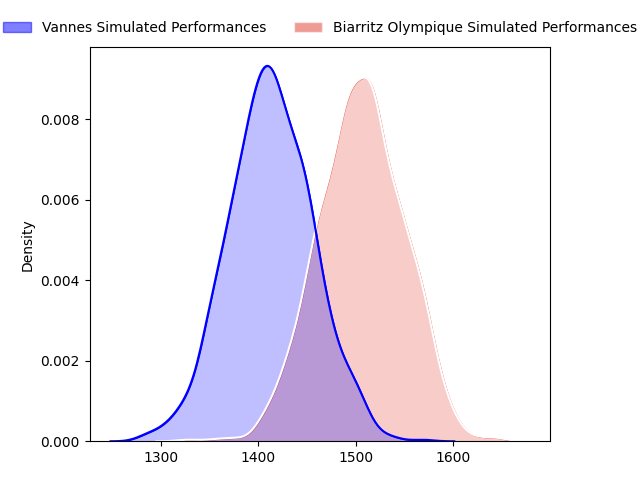 Vannes Simulated Performances Biarritz Olympique Simulated Performances
Density
0.008
0.006
0.004
0.002
0.000
1300 1400 1500 1600